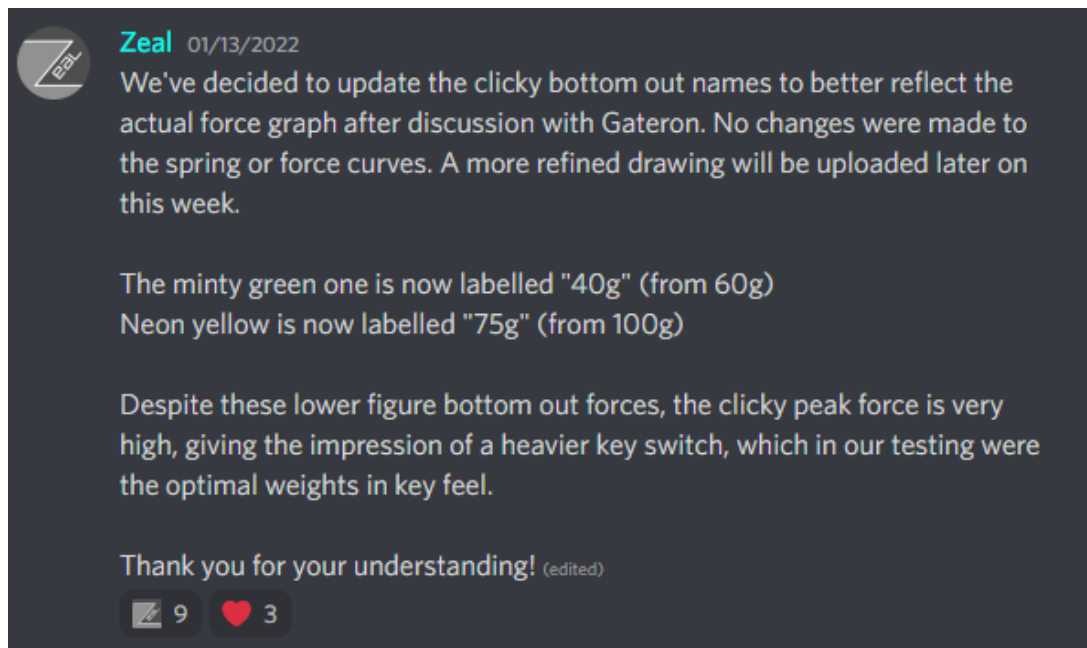 Zeal 01/13/2022
Zeal
We've decided to update the clicky bottom out names to better reflect the
actual force graph after discussion with Gateron. No changes were made to
the spring or force curves. A more refined drawing will be uploaded later on
this week.
The minty green one is now labelled "40g" (from 60g)
Neon yellow is now labelled "75g" (from 100g)
Despite these lower figure bottom out forces, the clicky peak force is very
high, giving the impression of a heavier key switch, which in our testing were
the optimal weights in key feel.
Thank you for your understanding! (edited)
9 3